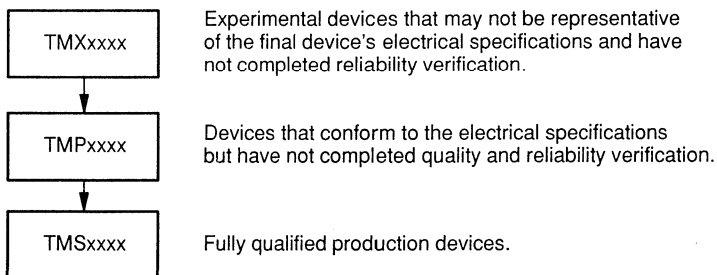 TMXxxxx
Experimental devices that may not be representative
of the final device's electrical specifications and have
not completed reliability verification.
TMPxxxx
Devices that conform to the electrical specifications
but have not completed quality and reliability verification.
TMSxxxx
Fully qualified production devices.